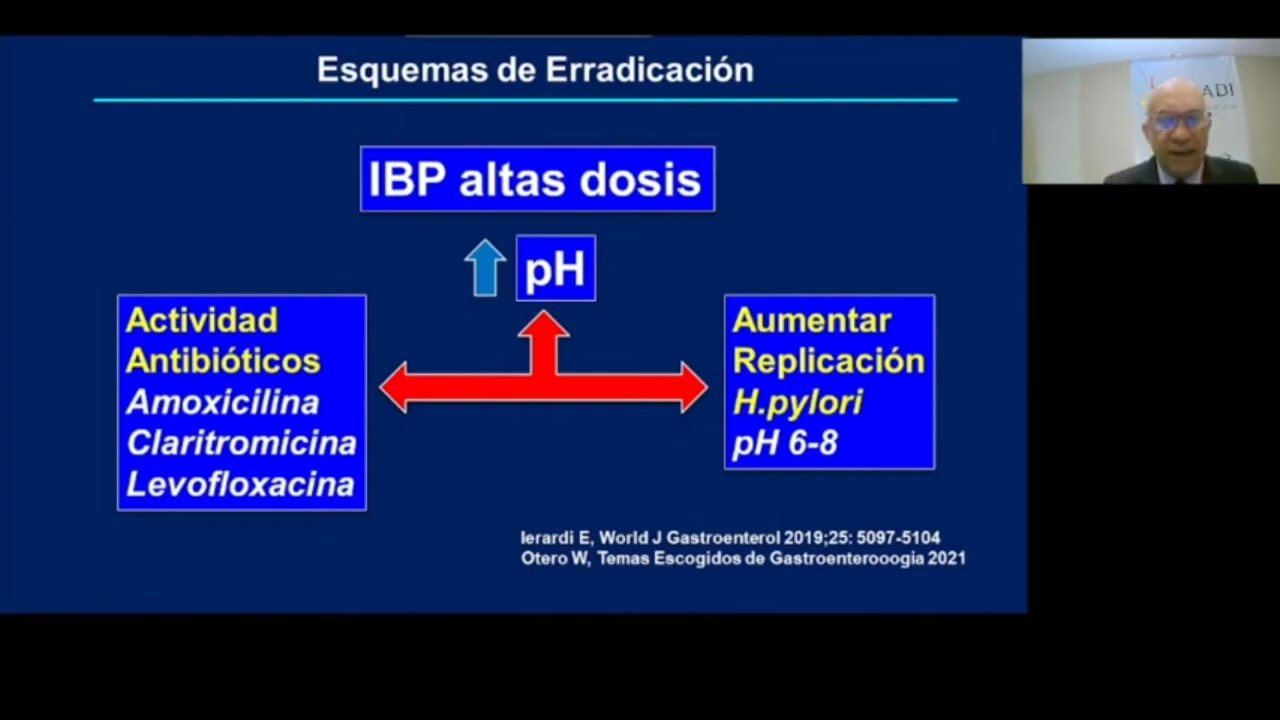 Esquemas de Erradicación
IBP altas dosis
pH
Actividad
Antibióticos
Amoxicilina
Claritromicina
Levofloxacina
Aumentar
Replicación
H.pylori
pH 6-8
Ierardi E, World J Gastroenterol 2019;25: 5097-5104
Otero W, Temas Escogidos de Gastroenterooogia 2021
ADI